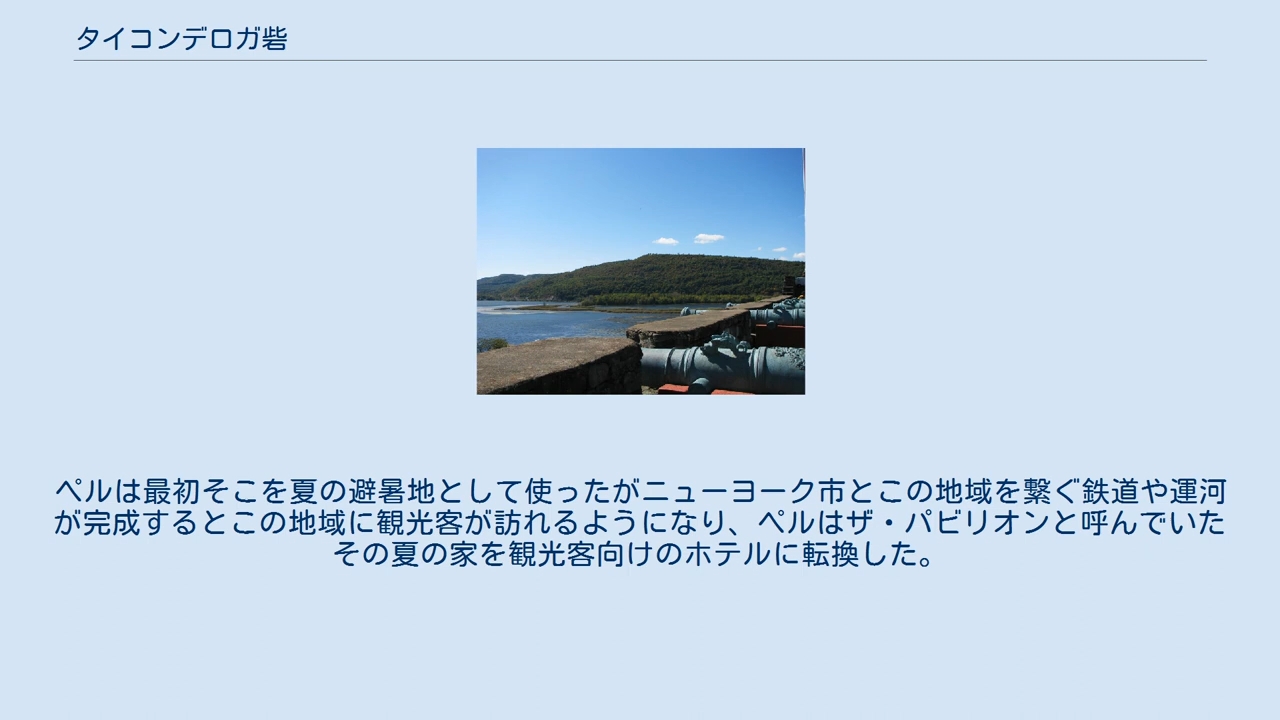 タイコンデロガ砦
ペルは最初そこを夏の避暑地として使ったがニューヨーク市とこの地域を繋ぐ鉄道や運河
が完成するとこの地域に観光客が訪れるようになり、ペルはザ・パビリオンと呼んでいた
その夏の家を観光客向けのホテルに転換した。